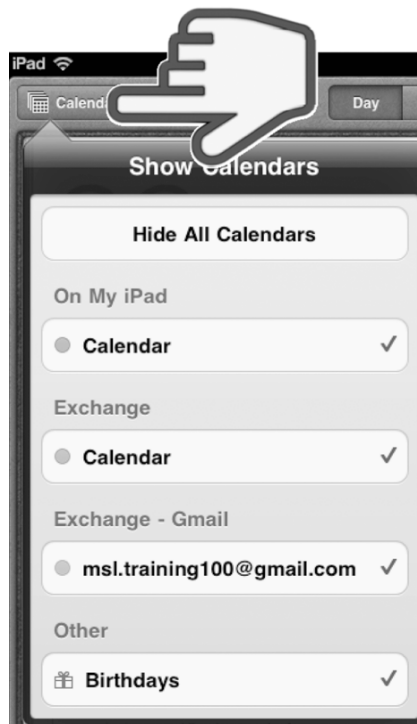 iPad
Day
Show Calendars
Hide All Calendars
On My iPad
Calendar
Exchange
Calendar
Exchange - Gmail
msl.training100@gmail.com
Other
Birthdays